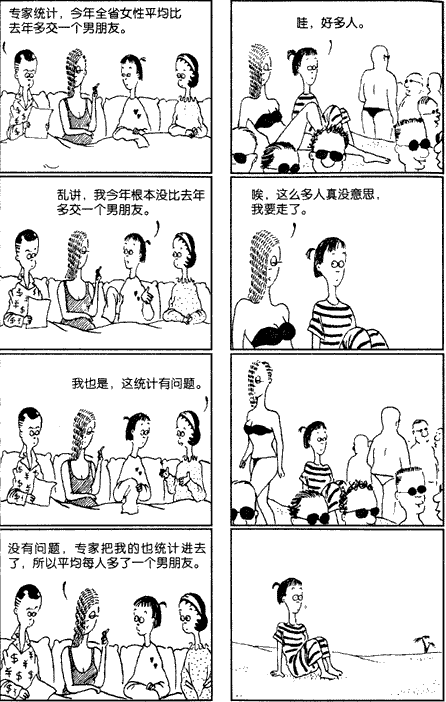 专家统计，今年全省女性平均比
去年多交一个男朋友。
乱讲，我今年根本没比去年
多交一个男朋友。
我也是，这统计有问题。
没有问题，专家把我的也统计进去
了，所以平均每人多了一个男朋友。
哇，好多人。
唉，这么多人真没意思，
我要走了。